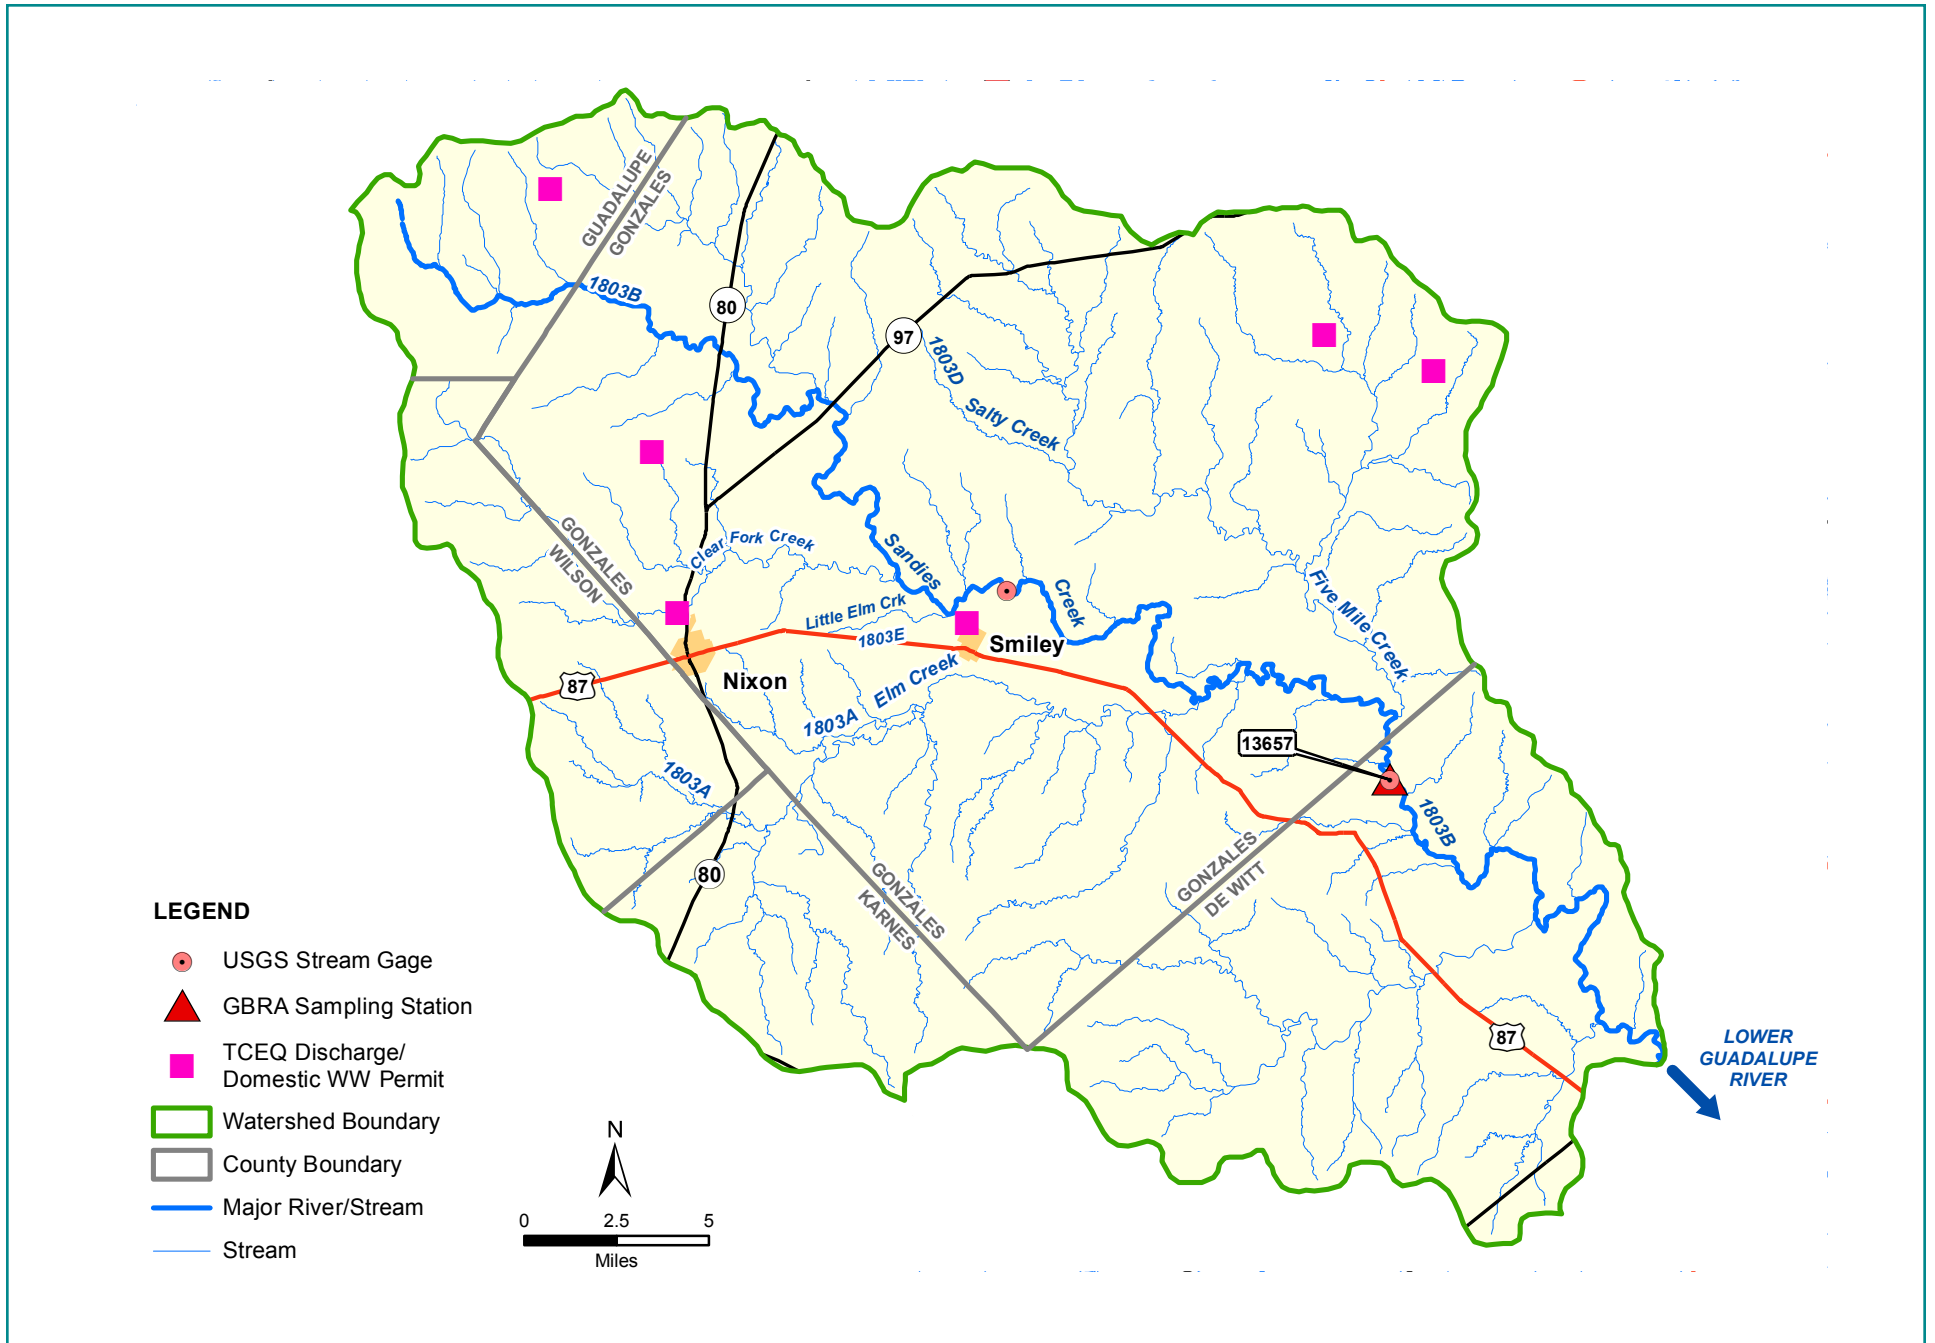 GUADALUPE
GONZALES
1803B
80
97
1803D
Salty Creek
GONZALES
WILSON
Clear Fork Creek
Sandies
Creek
Five Mile Creek
Little Elm Crk
1803E
Smiley
87
Nixon
Elm Creek
1803A
1803A
13657
1803B
80
GONZALES
KARNES
GONZALES
DE WITT
87
LOWER
GUADALUPE
RIVER
LEGEND
USGS Stream Gage
GBRA Sampling Station
TCEQ Discharge/
Domestic WW Permit
Watershed Boundary
County Boundary
Major River/Stream
Stream
N
0 2.5 5
Miles